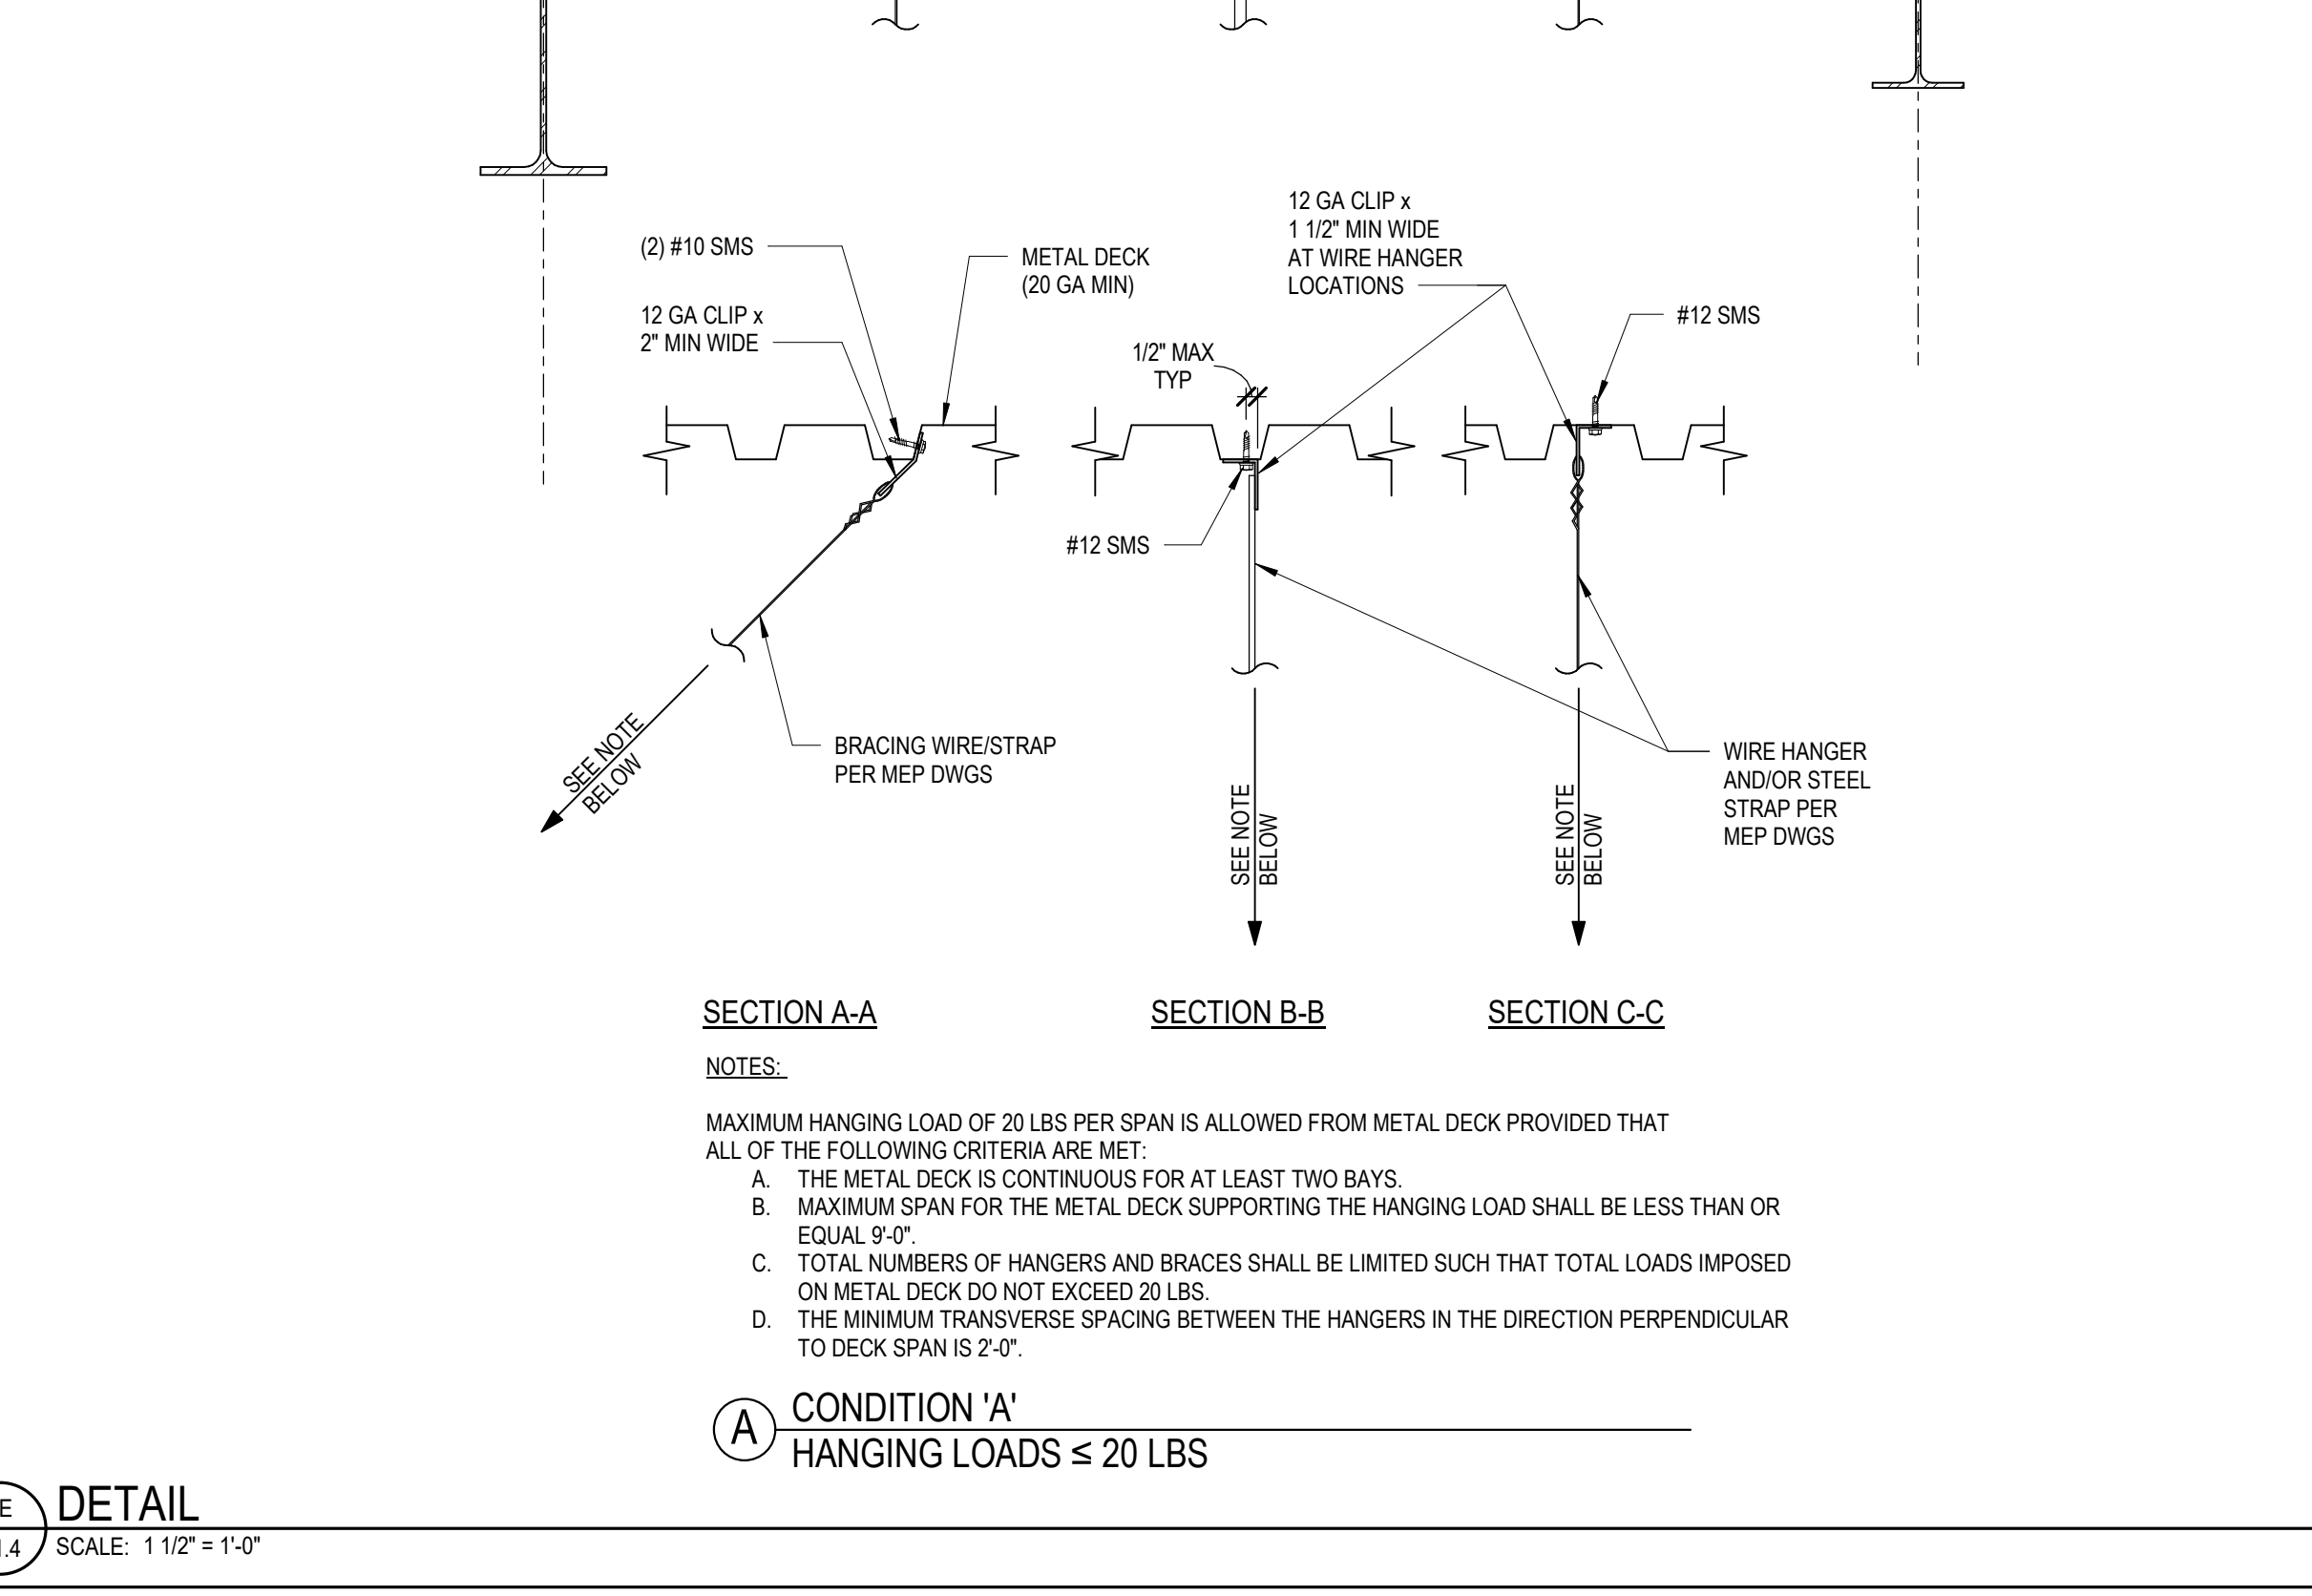 12 GA CLIP x
1 1/2" MIN WIDE
AT WIRE HANGER
LOCATIONS
(2) #10 SMS
METAL DECK
(20 GA MIN)
12 GA CLIP x
2" MIN WIDE
#12 SMS
1/2" MAX
TYP
#12 SMS
BRACING WIRE/STRAP
PER MEP DWGS
WIRE HANGER
AND/OR STEEL
STRAP PER
MEP DWGS
SEE NOTE
BELOW
SEE NOTE
BELOW
SEE NOTE
BELOW
SECTION A-A
SECTION B-B
SECTION C-C
NOTES:
MAXIMUM HANGING LOAD OF 20 LBS PER SPAN IS ALLOWED FROM METAL DECK PROVIDED THAT
ALL OF THE FOLLOWING CRITERIA ARE MET:
A. THE METAL DECK IS CONTINUOUS FOR AT LEAST TWO BAYS.
B. MAXIMUM SPAN FOR THE METAL DECK SUPPORTING THE HANGING LOAD SHALL BE LESS THAN OR
EQUAL 9'-0".
C. TOTAL NUMBERS OF HANGERS AND BRACES SHALL BE LIMITED SUCH THAT TOTAL LOADS IMPOSED
ON METAL DECK DO NOT EXCEED 20 LBS.
D. THE MINIMUM TRANSVERSE SPACING BETWEEN THE HANGERS IN THE DIRECTION PERPENDICULAR
TO DECK SPAN IS 2'-0".
A
CONDITION 'A'
HANGING LOADS ≤ 20 LBS
DETAIL
SCALE: 1 1/2" = 1'-0"